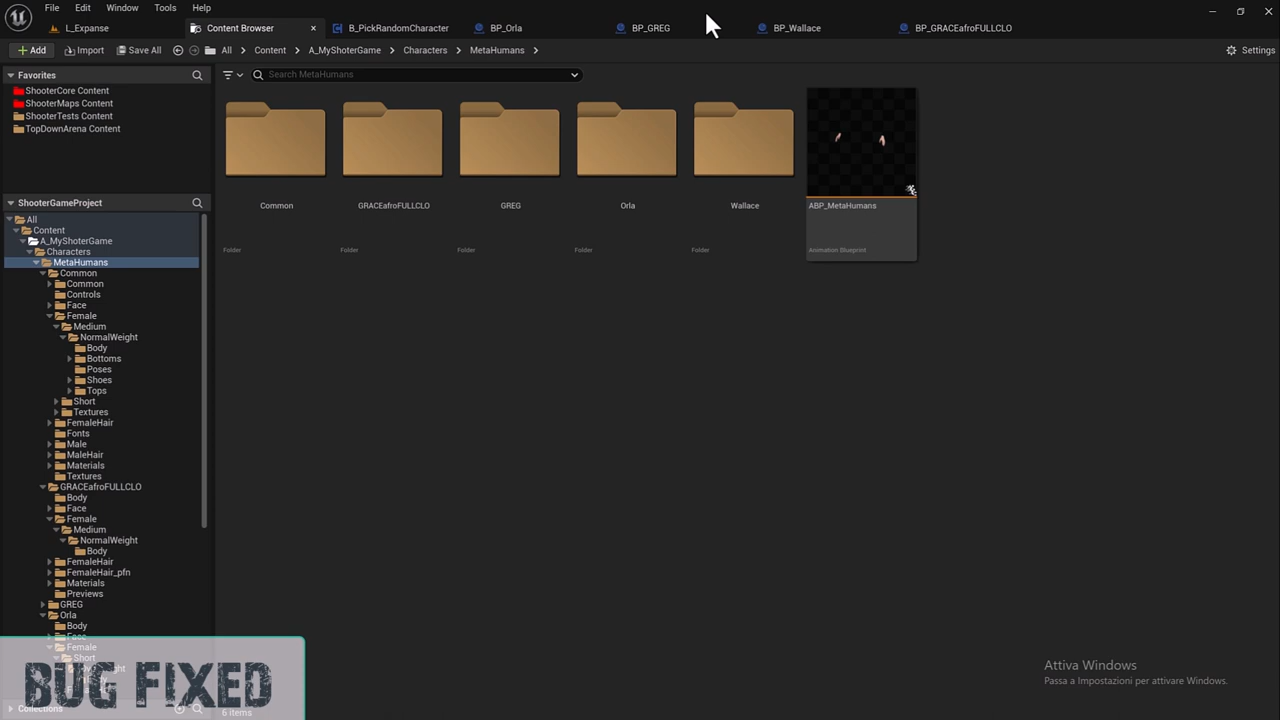 File Edit Window Tools Help
L_Expanse Content Browser B_PickRandomCharacter BP_Orla BP_GREG BP_Wallace BP_GRACEafroFULLCLO
Add Import Save All All Content A_MyShoterGame Characters MetaHumans Settings
Favorites
ShooterCore Content
ShooterMaps Content
ShooterTests Content
TopDownArena Content
Search MetaHumans
Common GRACEafroFULLCLO GREG Orla Wallace ABP_MetaHumans
Folder Folder Folder Folder Folder Animation Blueprint
ShooterGameProject
All
Content
A_MyShoterGame
Characters
MetaHumans
Common
Common
Controls
Face
Female
Medium
NormalWeight
Body
Bottoms
Poses
Shoes
Tops
Short
Textures
FemaleHair
Fonts
Male
MaleHair
Materials
Textures
GRACEafroFULLCLO
Body
Face
Female
Medium
NormalWeight
Body
FemaleHair
FemaleHair_pfn
Materials
Previews
GREG
Orla
Body
Face
Female
Short
Collections
6 items
BUG FIXED
Attiva Windows
Passa a Impostazioni per attivare Windows.